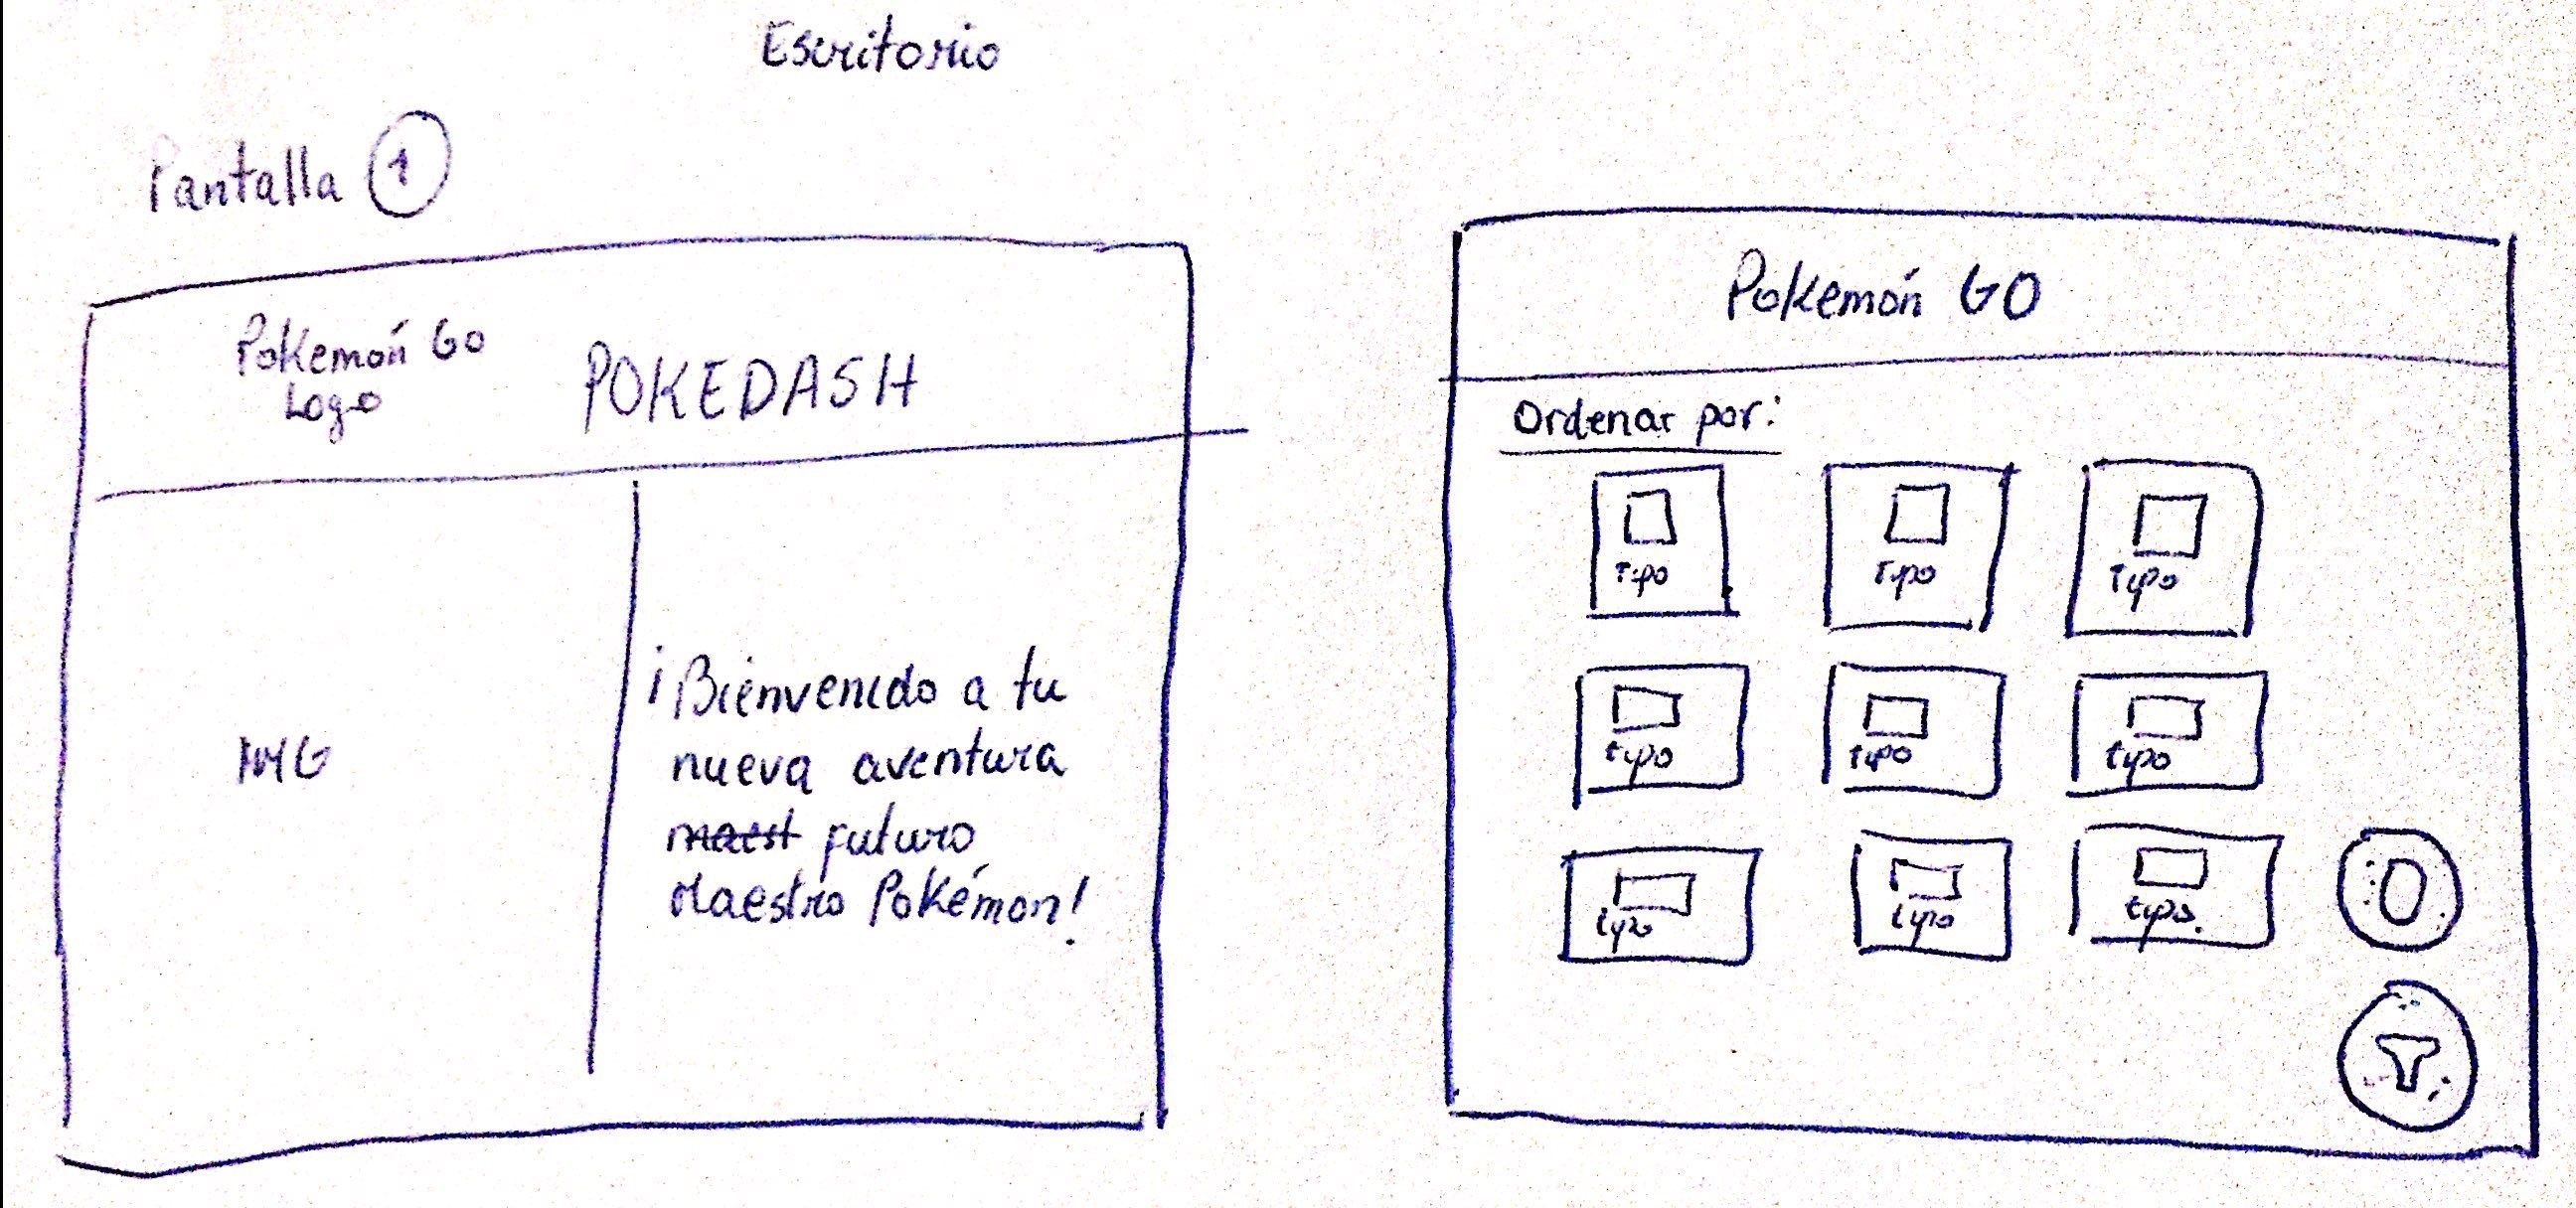 Escritorio
Pantalla 1
Pokemón Go
Logo
POKEDASH
IMG
¡Bienvenido a tu
nueva aventura
maest futuro
Maestro Pokémon!
Pokemón GO
Ordenar por:
Tipo Tipo Tipo
tipo tipo tipo
tipo tipo tipo.